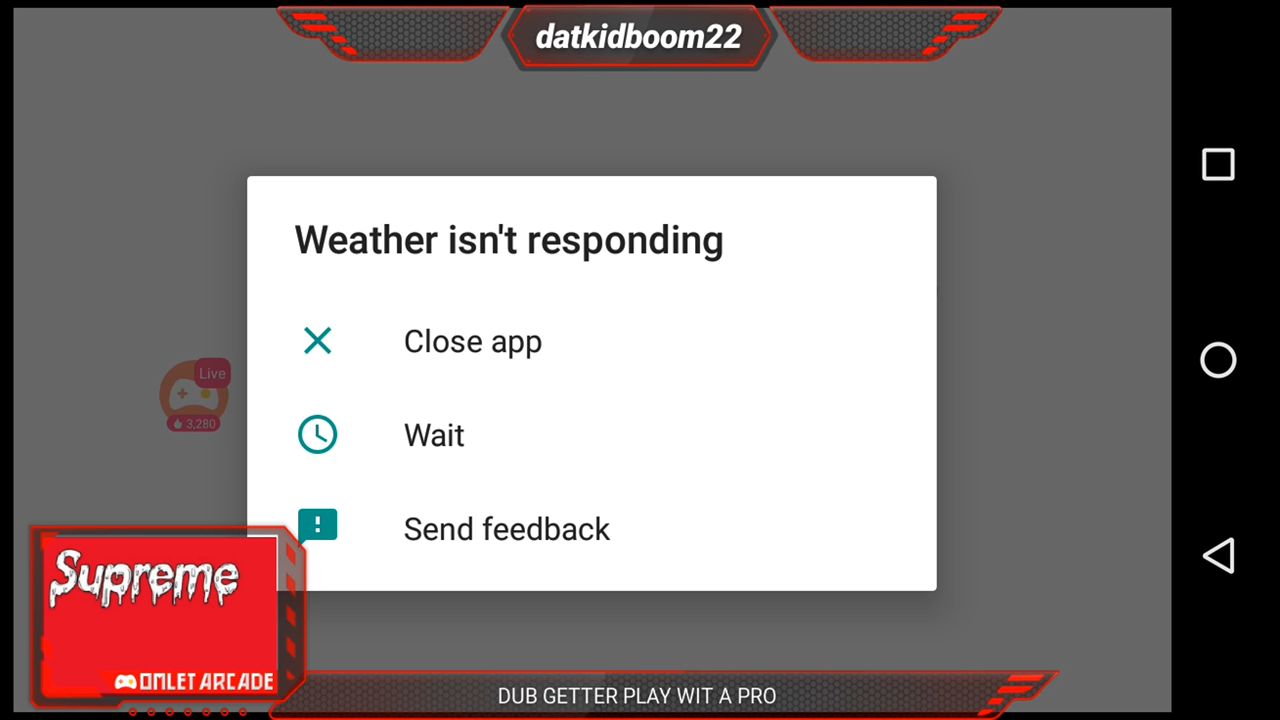 datkidboom22
Weather isn't responding
Close app
Live
3,280
Wait
Send feedback
Supreme
OMLET ARCADE
DUB GETTER PLAY WIT A PRO